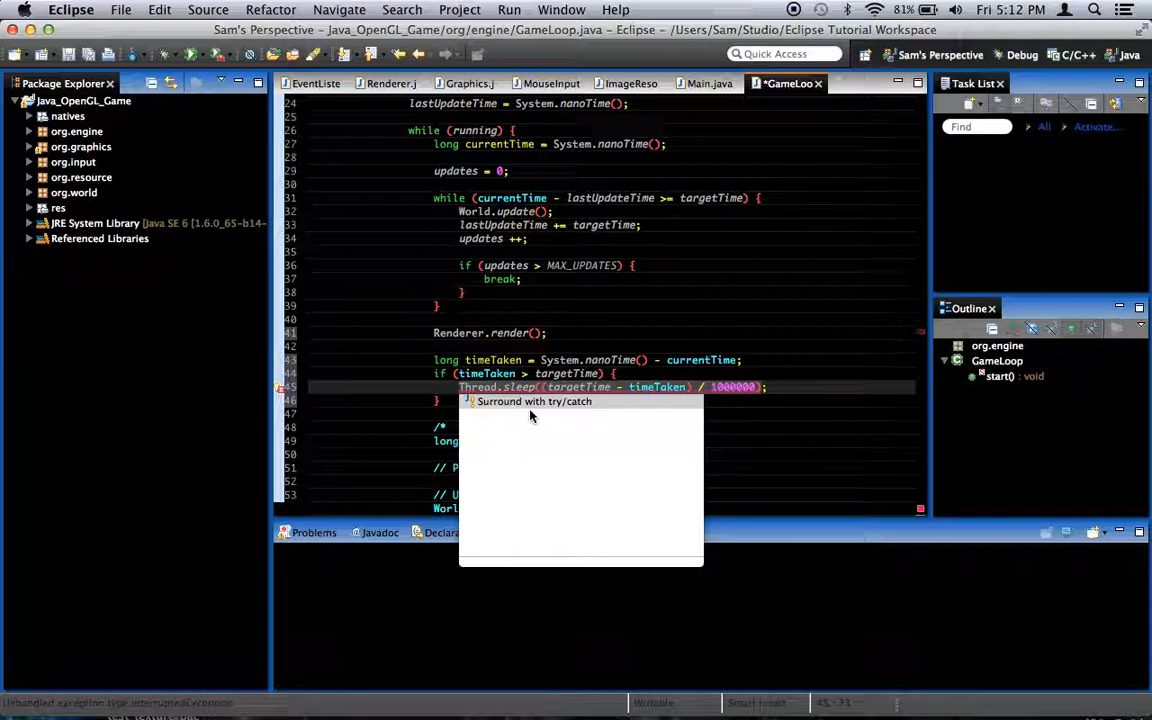 Eclipse File Edit Source Refactor Navigate Search Project Run Window Help 81% Fri 5:12 PM
Sam's Perspective – Java_OpenGL_Game/org/engine/GameLoop.java – Eclipse – /Users/Sam/Studio/Eclipse Tutorial Workspace
Quick Access Sam's Perspective Debug C/C++ Java
Package Explorer
Java_OpenGL_Game
natives
org.engine
org.graphics
org.input
org.resource
org.world
res
JRE System Library [Java SE 6 [1.6.0_65-b14-
Referenced Libraries
EventListe Renderer.j Graphics.j MouseInput ImageReso Main.java *GameLoo
24 lastUpdateTime = System.nanoTime();
25
26 while (running) {
27 long currentTime = System.nanoTime();
28
29 updates = 0;
30
31 while (currentTime - lastUpdateTime >= targetTime) {
32 World.update();
33 lastUpdateTime += targetTime;
34 updates ++;
35
36 if (updates > MAX_UPDATES) {
37 break;
38 }
39 }
40
41 Renderer.render();
42
43 long timeTaken = System.nanoTime() - currentTime;
44 if (timeTaken > targetTime) {
45 Thread.sleep((targetTime - timeTaken) / 1000000);
46 }
Surround with try/catch
47
48 /*
49 long
50
51 // P
52
53 // U
Worl
Problems Javadoc Declara
Task List
Find All Activate...
Outline
org.engine
GameLoop
start() : void
Writable Smart Insert 45 : 23